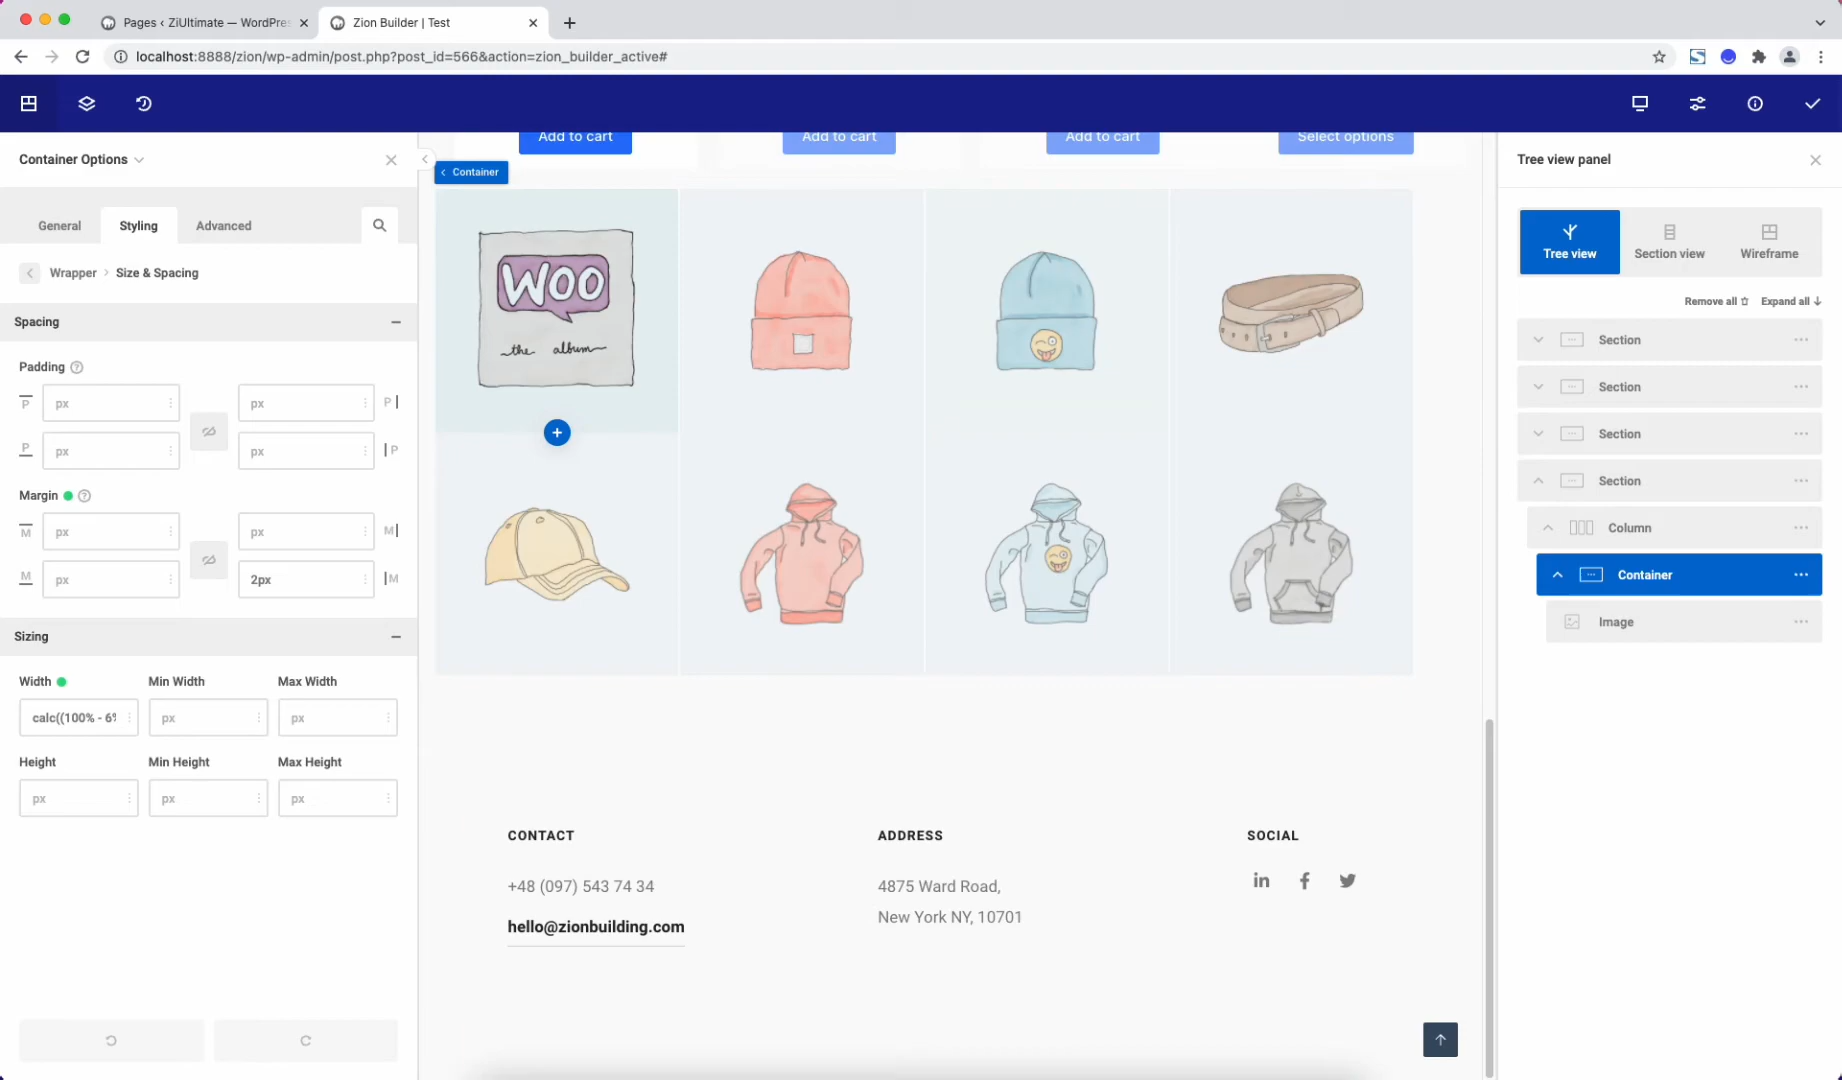 Pages ‹ ZiUltimate — WordPres
Zion Builder | Test
localhost:8888/zion/wp-admin/post.php?post_id=566&action=zion_builder_active#
Container Options
General
Styling
Advanced
Wrapper
Size & Spacing
Spacing
Padding
P
px
px
P
P
px
px
P
Margin
M
px
px
M
M
px
2px
M
Sizing
Width
Min Width
Max Width
calc((100% - 6%
px
px
Height
Min Height
Max Height
px
px
px
Add to cart
Add to cart
Add to cart
Select options
Container
WOO
the album
CONTACT
+48 (097) 543 74 34
hello@zionbuilding.com
ADDRESS
4875 Ward Road,
New York NY, 10701
SOCIAL
Tree view panel
Tree view
Section view
Wireframe
Remove all
Expand all
Section
Section
Section
Section
Column
Container
Image